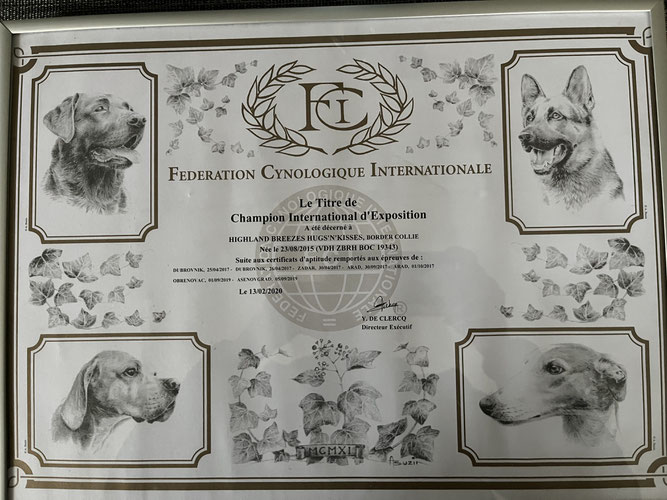 FCI
FEDERATION CYNOLOGIQUE INTERNATIONALE
Le Titre de
Champion International d'Exposition
A été décerné à
HIGHLAND BREEZES HUGS'N'KISSES, BORDER COLLIE
Née le 23/08/2015 (VDH ZBRH BOC 19343)
Suite aux certificats d'aptitude remportés aux épreuves de :
DUBROVNIK, 25/04/2017 - DUBROVNIK, 26/04/2017 - ZADAR, 30/04/2017 - ARAD, 30/09/2017 - ARAD, 01/10/2017
OBRENOVAC, 01/09/2019 - ASENOVGRAD, 05/09/2019
Le 13/02/2020
Y. DE CLERCQ
Directeur Exécutif
MCMXI